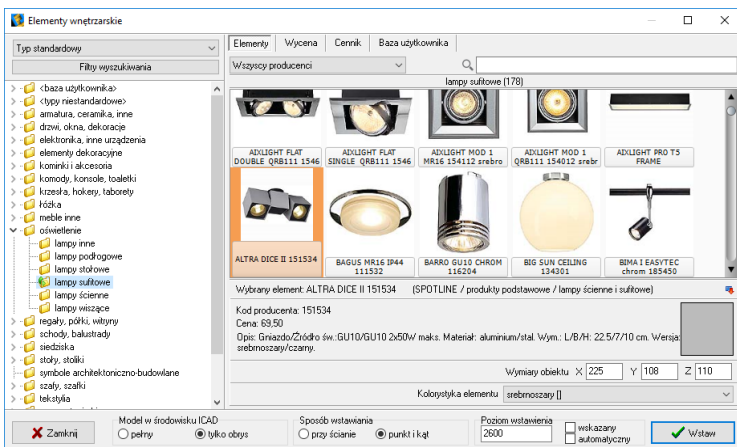 Elementy wnętrzarskie
Typ standardowy
Filtry wyszukiwania
<baza użytkownika>
<typy niestandardowe>
armatura, ceramika, inne
drzwi, okna, dekoracje
elektronika, inne urządzenia
elementy dekoracyjne
kominki i akcesoria
komody, konsole, toaletki
krzesła, hokery, taborety
łóżka
meble inne
oświetlenie
lampy inne
lampy podłogowe
lampy stołowe
lampy sufitowe
lampy ścienne
lampy wiszące
regały, półki, witryny
schody, balustrady
siedziska
stoły, stoliki
symbole architektoniczno-budowlane
szafy, szafki
tekstylia
Elementy Wycena Cennik Baza użytkownika
Wszyscy producenci
lampy sufitowe (178)
AIXLIGHT FLAT DOUBLE QRB111 1546
AIXLIGHT FLAT SINGLE QRB111 1546
AIXLIGHT MOD 1 MR16 154112 srebro
AIXLIGHT MOD 1 QRB111 154012 srebr
AIXLIGHT PRO T5 FRAME
ALTRA DICE II 151534
BAGUS MR16 IP44 111532
BARRO GU10 CHROM 116204
BIG SUN CEILING 134301
BIMA I EASYTEC chrom 185450
Wybrany element: ALTRA DICE II 151534 (SPOTLINE / produkty podstawowe / lampy ścienne i sufitowe)
Kod producenta: 151534
Cena: 69,50
Opis: Gniazdo/Źródło św.:GU10/GU10 2x50W maks. Materiał: aluminium/stal. Wym.: L/B/H: 22.5/7/10 cm. Wersja:
srebrnoszary/czarny.
Wymiary obiektu X 225 Y 108 Z 110
Kolorystyka elementu srebrnoszary []
Zamknij
Model w środowisku ICAD
pełny tylko obrys
Sposób wstawiania
przy ścianie punkt i kąt
Poziom wstawienia
2600
wskazany
automatyczny
Wstaw